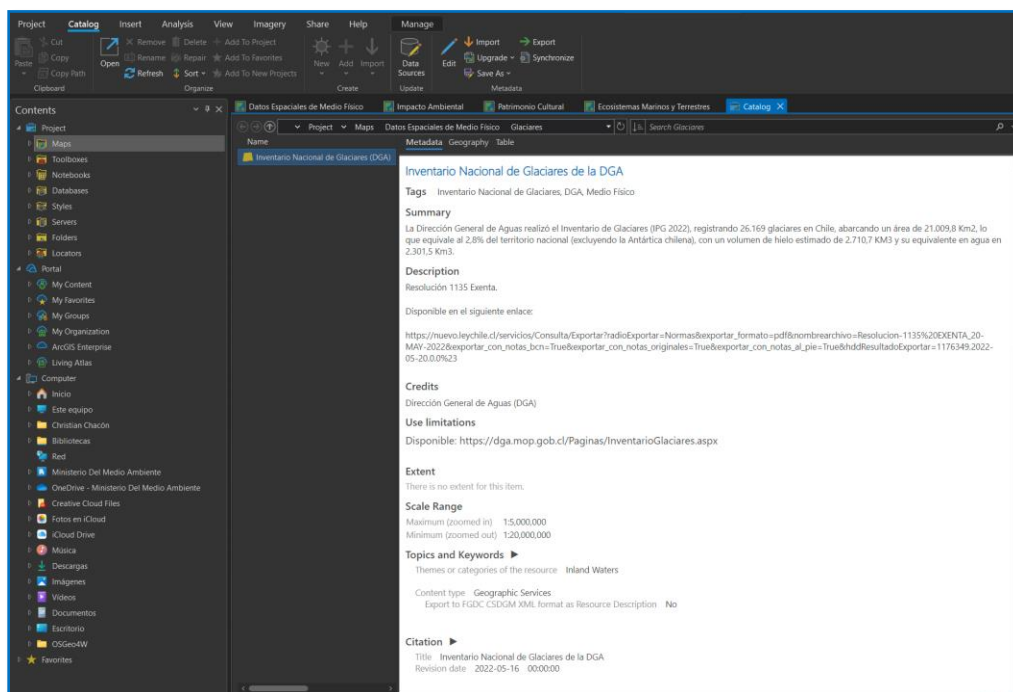 Project Catalog Insert Analysis View Imagery Share Help Manage
Paste
Cut
Copy
Copy Path
Clipboard
Open
Remove Delete Add To Project
Rename Repair Add To Favorites
Refresh Sort Add To New Projects
Organize
New Add Import
Create
Data Sources
Update
Edit
Import Export
Upgrade Synchronize
Save As
Metadata
Contents
Datos Espaciales de Medio Físico Impacto Ambiental Patrimonio Cultural Ecosistemas Marinos y Terrestres Catalog
Project Maps Datos Espaciales de Medio Físico Glaciares Search Glaciares
Project
Maps
Toolboxes
Notebooks
Databases
Styles
Servers
Folders
Locators
Portal
My Content
My Favorites
My Groups
My Organization
ArcGIS Enterprise
Living Atlas
Computer
Inicio
Este equipo
Christian Chacón
Bibliotecas
Red
Ministerio Del Medio Ambiente
OneDrive - Ministerio Del Medio Ambiente
Creative Cloud Files
Fotos en iCloud
iCloud Drive
Música
Descargas
Imágenes
Vídeos
Documentos
Escritorio
OSGeo4W
Favorites
Name
Inventario Nacional de Glaciares (DGA)
Metadata Geography Table
Inventario Nacional de Glaciares de la DGA
Tags Inventario Nacional de Glaciares, DGA, Medio Físico
Summary
La Dirección General de Aguas realizó el Inventario de Glaciares (IPG 2022), registrando 26.169 glaciares en Chile, abarcando un área de 21.009,8 Km2, lo
que equivale al 2.8% del territorio nacional (excluyendo la Antártica chilena), con un volumen de hielo estimado de 2.710,7 KM3 y su equivalente en agua en
2.301,5 Km3.
Description
Resolución 1135 Exenta.
Disponible en el siguiente enlace:
https://nuevo.leychile.cl/servicios/Consulta/Exportar?radioExportar=Normas&exportar_formato=pdf&nombrearchivo=Resolucion-1135%20EXENTA_20-
MAY-2022&exportar_con_notas_bcn=True&exportar_con_notas_originales=True&exportar_con_notas_al_pie=True&hddResultadoExportar=1176349.2022-
05-20.0.0%23
Credits
Dirección General de Aguas (DGA)
Use limitations
Disponible: https://dga.mop.gob.cl/Paginas/InventarioGlaciares.aspx
Extent
There is no extent for this item.
Scale Range
Maximum (zoomed in) 1:5,000,000
Minimum (zoomed out) 1:20,000,000
Topics and Keywords
Themes or categories of the resource Inland Waters
Content type Geographic Services
Export to FGDC CSDGM XML format as Resource Description No
Citation
Title Inventario Nacional de Glaciares de la DGA
Revision date 2022-05-16 00:00:00